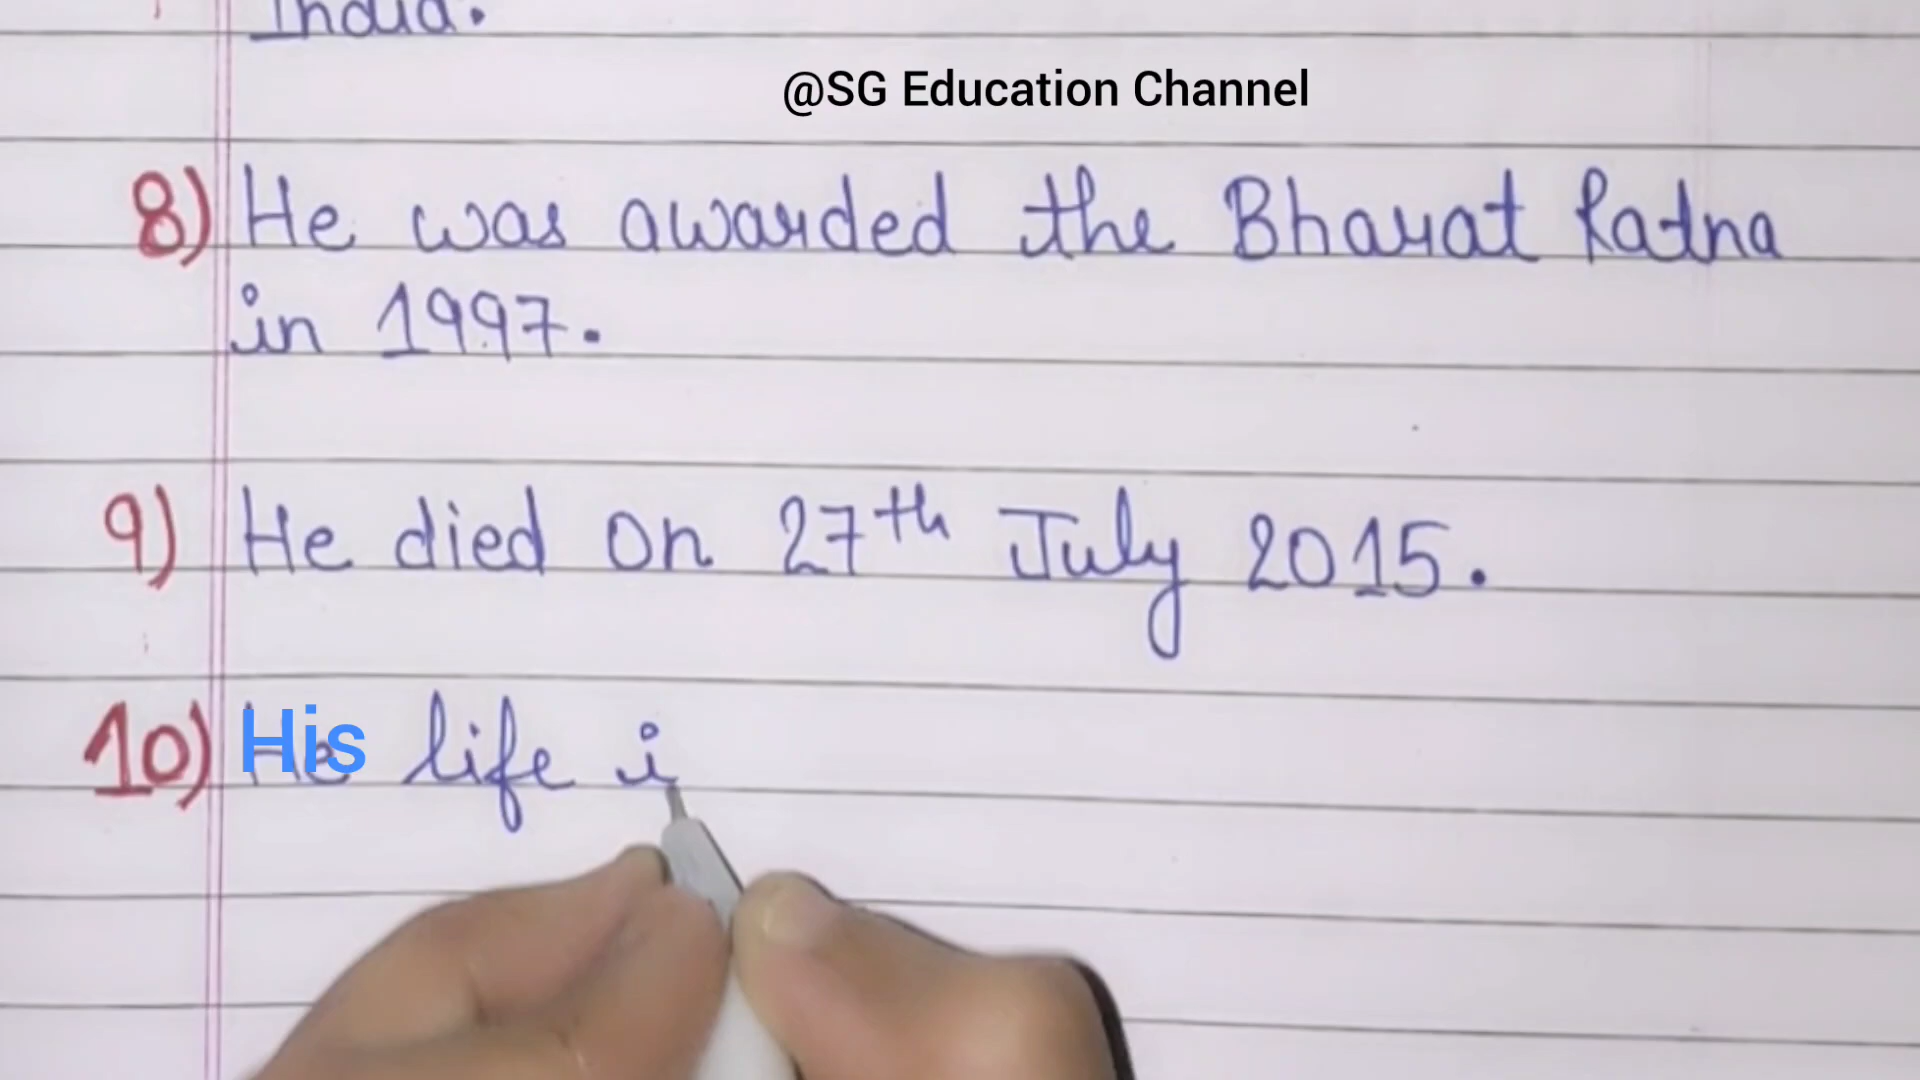 India.
@SG Education Channel
8) He was awarded the Bharat Ratna
in 1997.
9) He died on 27th July 2015.
10) His life i